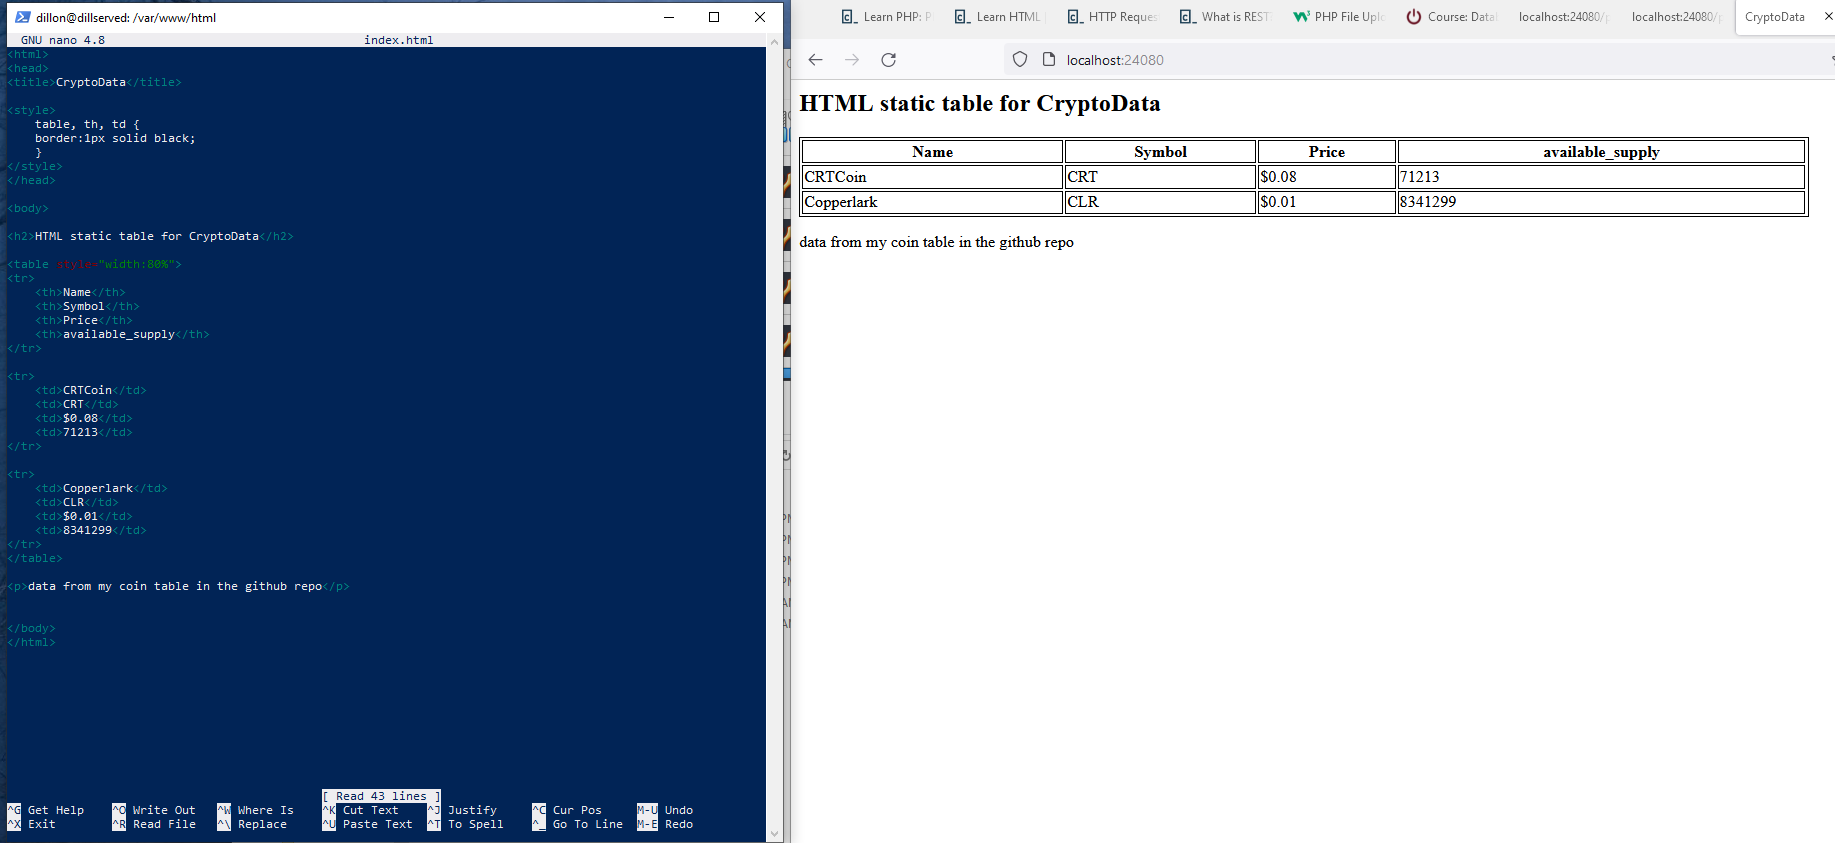 dillon@dillserved: /var/www/html
GNU nano 4.8 index.html
<html>
<head>
<title>CryptoData</title>
<style>
table, th, td {
border:1px solid black;
}
</style>
</head>
<body>
<h2>HTML static table for CryptoData</h2>
<table style="width:80%">
<tr>
<th>Name</th>
<th>Symbol</th>
<th>Price</th>
<th>available_supply</th>
</tr>
<tr>
<td>CRTCoin</td>
<td>CRT</td>
<td>$0.08</td>
<td>71213</td>
</tr>
<tr>
<td>Copperlark</td>
<td>CLR</td>
<td>$0.01</td>
<td>8341299</td>
</tr>
</table>
<p>data from my coin table in the github repo</p>
</body>
</html>
[ Read 43 lines ]
^G Get Help ^O Write Out ^W Where Is ^K Cut Text ^J Justify ^C Cur Pos M-U Undo
^X Exit ^R Read File ^\ Replace ^U Paste Text ^T To Spell ^_ Go To Line M-E Redo
Learn PHP: Learn HTML HTTP Reques What is REST PHP File Uplo Course: Datal localhost:24080/p localhost:24080/p CryptoData
localhost:24080
HTML static table for CryptoData
Name Symbol Price available_supply
CRTCoin CRT $0.08 71213
Copperlark CLR $0.01 8341299
data from my coin table in the github repo